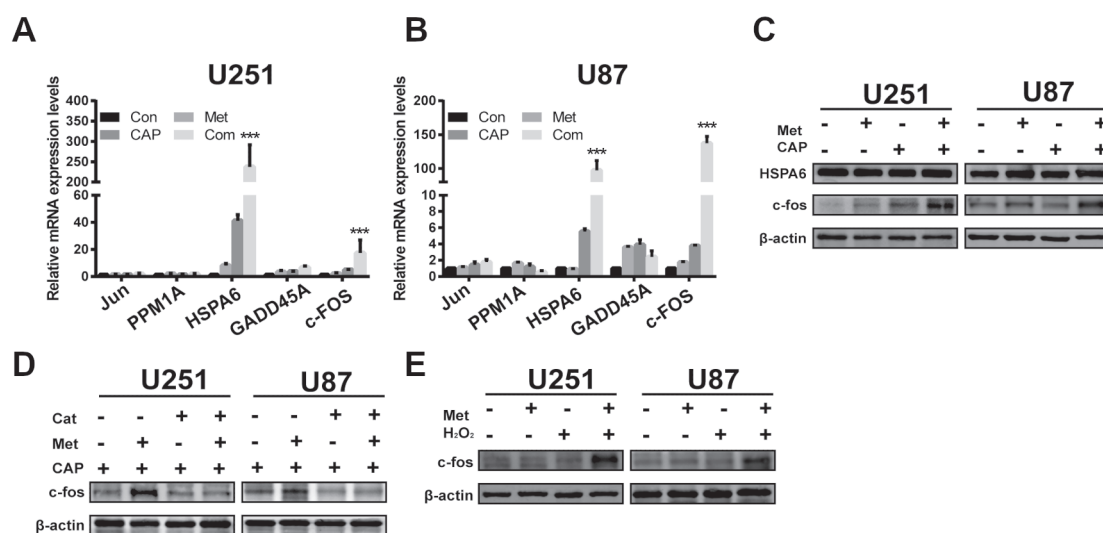 A
U251
Relative mRNA expression levels
400
350
300
250
200
150
100
60
40
20
0
Con
Met
CAP
Com
***
***
Jun
PPM1A
HSPA6
GADD45A
c-FOS
B
U87
Relative mRNA expression levels
200
150
100
50
8
6
4
2
0
Con
Met
CAP
Com
***
***
Jun
PPM1A
HSPA6
GADD45A
c-FOS
C
U251 U87
Met - + - + - + - +
CAP - - + + - - + +
HSPA6
c-fos
β-actin
D
U251 U87
Cat - - + + - - + +
Met - + - + - + - +
CAP + + + + + + + +
c-fos
β-actin
E
U251 U87
Met - + - + - + - +
H₂O₂ - - + + - - + +
c-fos
β-actin